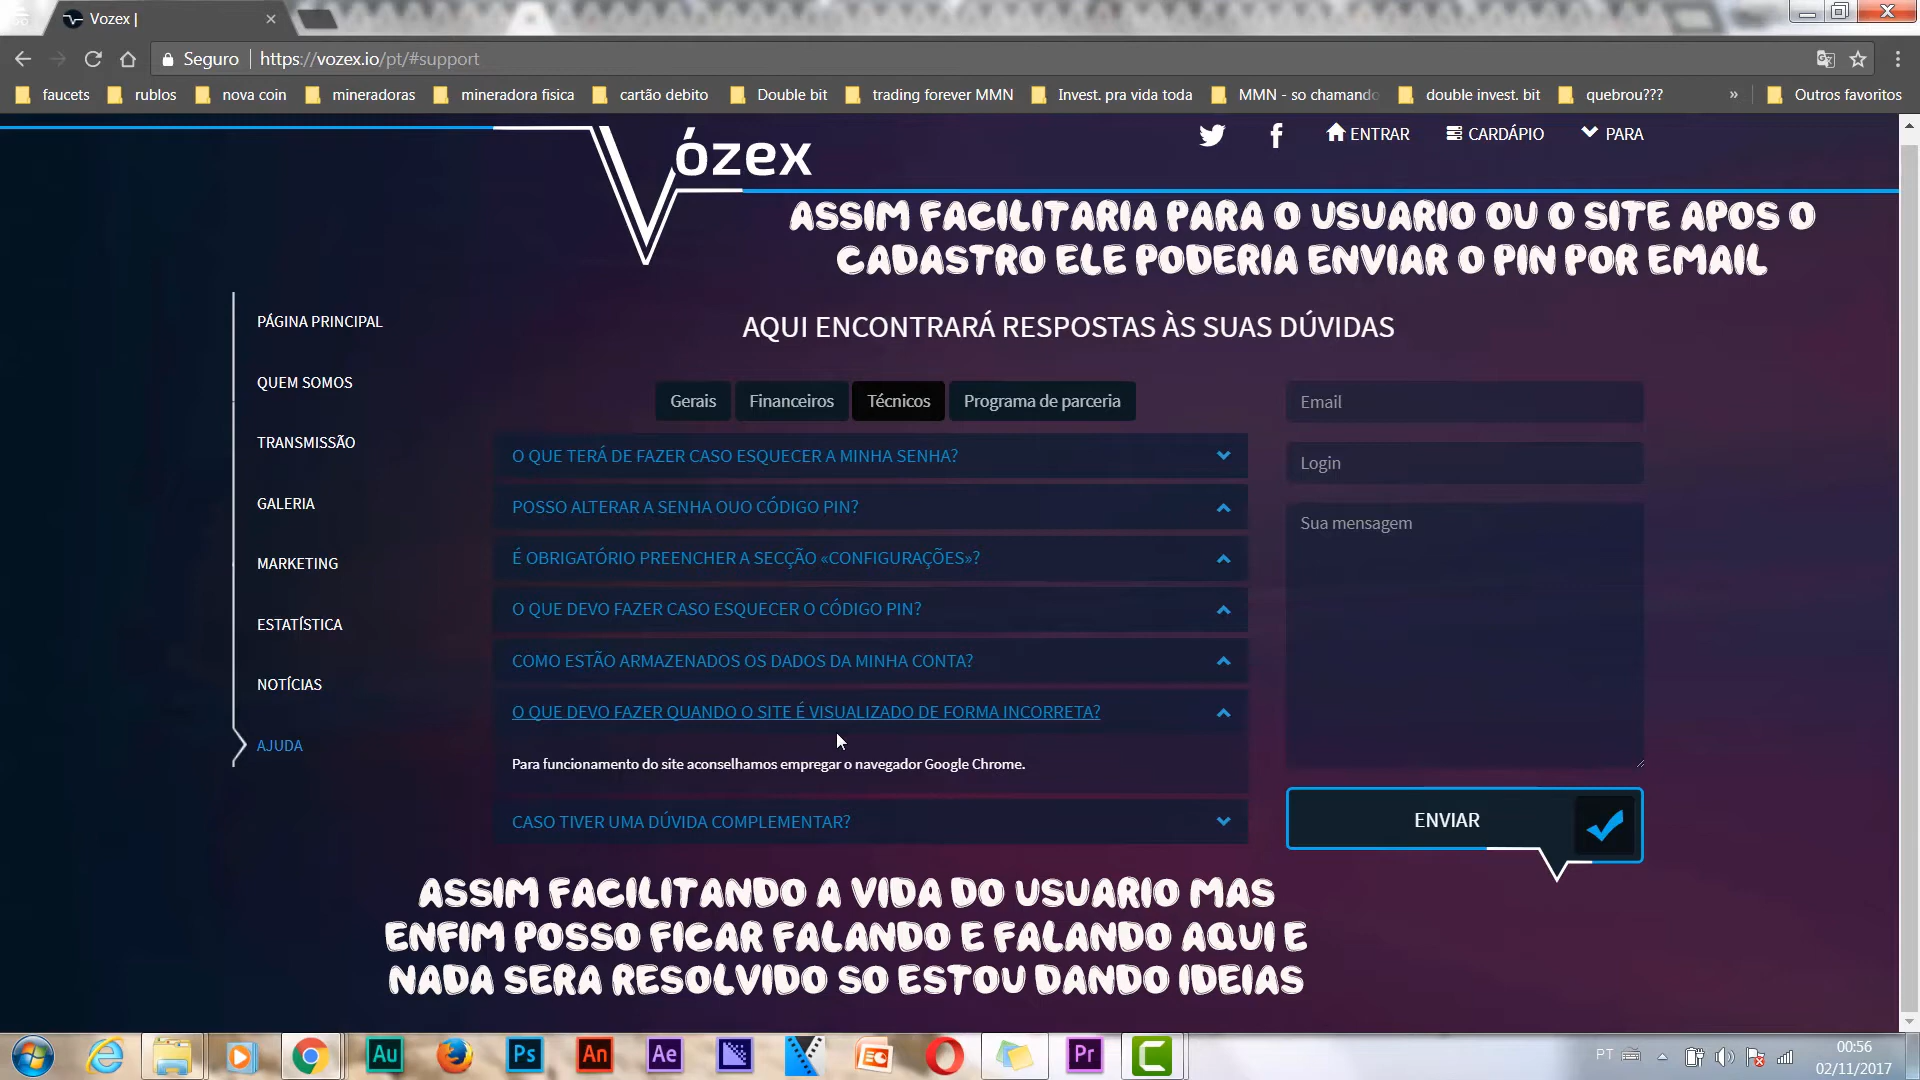 Vozex |
Seguro https://vozex.io/pt/#support
faucets rublos nova coin mineradoras mineradora fisica cartão debito Double bit trading forever MMN Invest. pra vida toda MMN - so chamando double invest. bit quebrou??? » Outros favoritos
Vózex
ENTRAR CARDÁPIO PARA
ASSIM FACILITARIA PARA O USUARIO OU O SITE APOS O
CADASTRO ELE PODERIA ENVIAR O PIN POR EMAIL
AQUI ENCONTRARÁ RESPOSTAS ÀS SUAS DÚVIDAS
PÁGINA PRINCIPAL
QUEM SOMOS
TRANSMISSÃO
GALERIA
MARKETING
ESTATÍSTICA
NOTÍCIAS
AJUDA
Gerais Financeiros Técnicos Programa de parceria
O QUE TERÁ DE FAZER CASO ESQUECER A MINHA SENHA?
POSSO ALTERAR A SENHA OUO CÓDIGO PIN?
É OBRIGATÓRIO PREENCHER A SECÇÃO «CONFIGURAÇÕES»?
O QUE DEVO FAZER CASO ESQUECER O CÓDIGO PIN?
COMO ESTÃO ARMAZENADOS OS DADOS DA MINHA CONTA?
O QUE DEVO FAZER QUANDO O SITE É VISUALIZADO DE FORMA INCORRETA?
Para funcionamento do site aconselhamos empregar o navegador Google Chrome.
CASO TIVER UMA DÚVIDA COMPLEMENTAR?
Email
Login
Sua mensagem
ENVIAR
ASSIM FACILITANDO A VIDA DO USUARIO MAS
ENFIM POSSO FICAR FALANDO E FALANDO AQUI E
NADA SERA RESOLVIDO SO ESTOU DANDO IDEIAS
Au Ps An Ae Pr
PT
00:56
02/11/2017